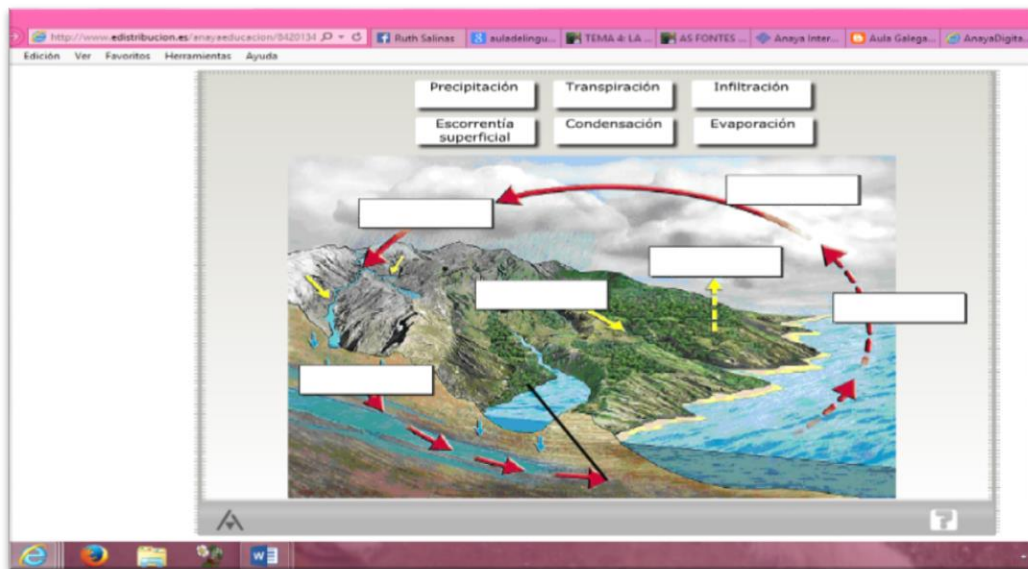 http://www.edistribucion.es/anayaeducacion/8420134
Ruth Salinas
auladelingu...
TEMA 4: LA ...
AS FONTES ...
Anaya Inter...
Aula Galega...
AnayaDigita...
Edición Ver Favoritos Herramientas Ayuda
Precipitación
Transpiración
Infiltración
Escorrentía
superficial
Condensación
Evaporación
?